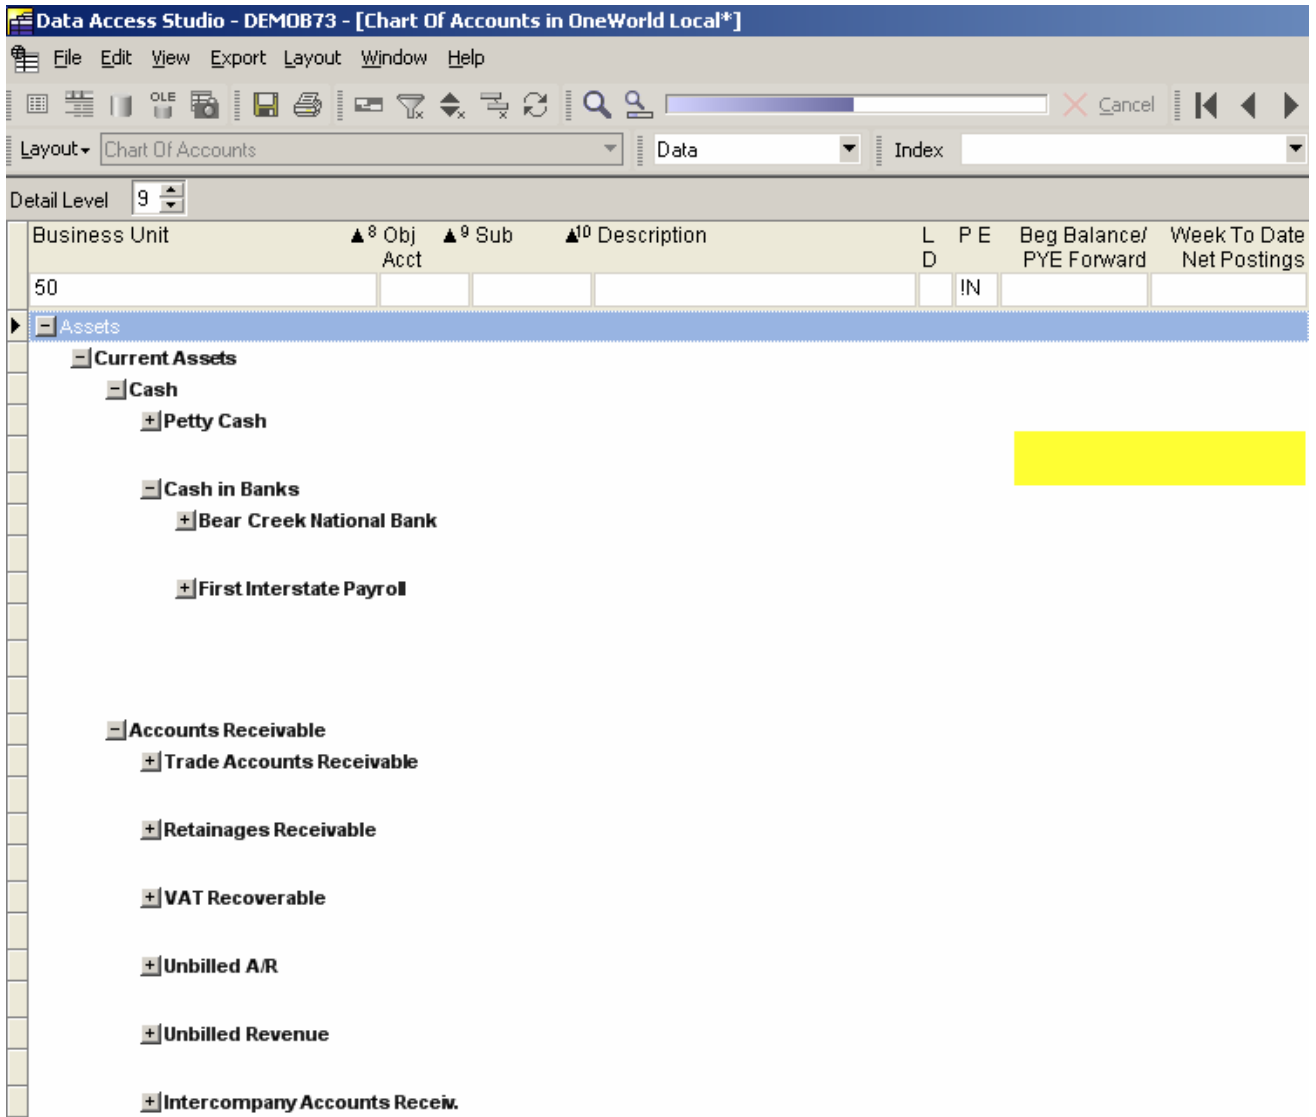 Data Access Studio - DEMOB73 - [Chart Of Accounts in OneWorld Local*]
File Edit View Export Layout Window Help
OLE Cancel
Layout Chart Of Accounts Data Index
Detail Level 9
Business Unit 8 Obj Acct 9 Sub 10 Description L D P E Beg Balance/ PYE Forward Week To Date Net Postings
50 !N
Assets
Current Assets
Cash
Petty Cash
Cash in Banks
Bear Creek National Bank
First Interstate Payroll
Accounts Receivable
Trade Accounts Receivable
Retainages Receivable
VAT Recoverable
Unbilled A/R
Unbilled Revenue
Intercompany Accounts Receiv.